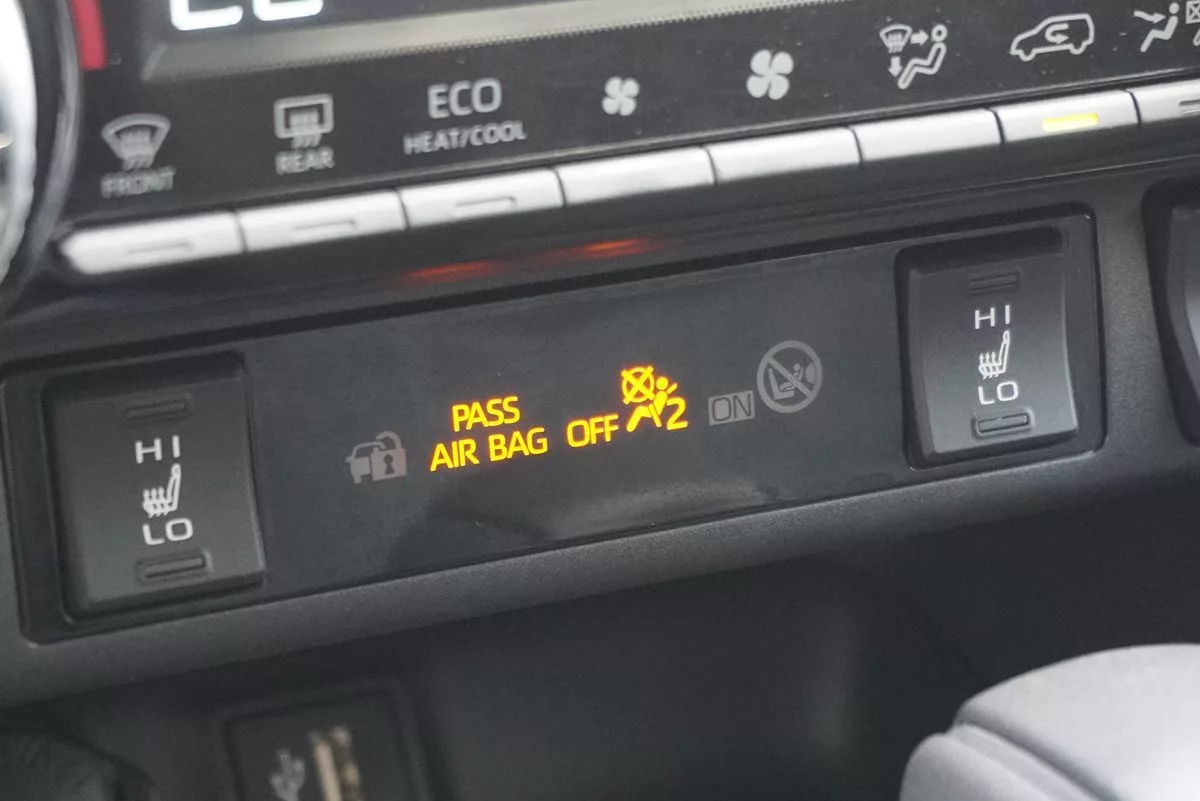 FRONT
REAR
ECO
HEAT/COOL
HI
LO
PASS
AIR BAG OFF 2 ON
HI
LO